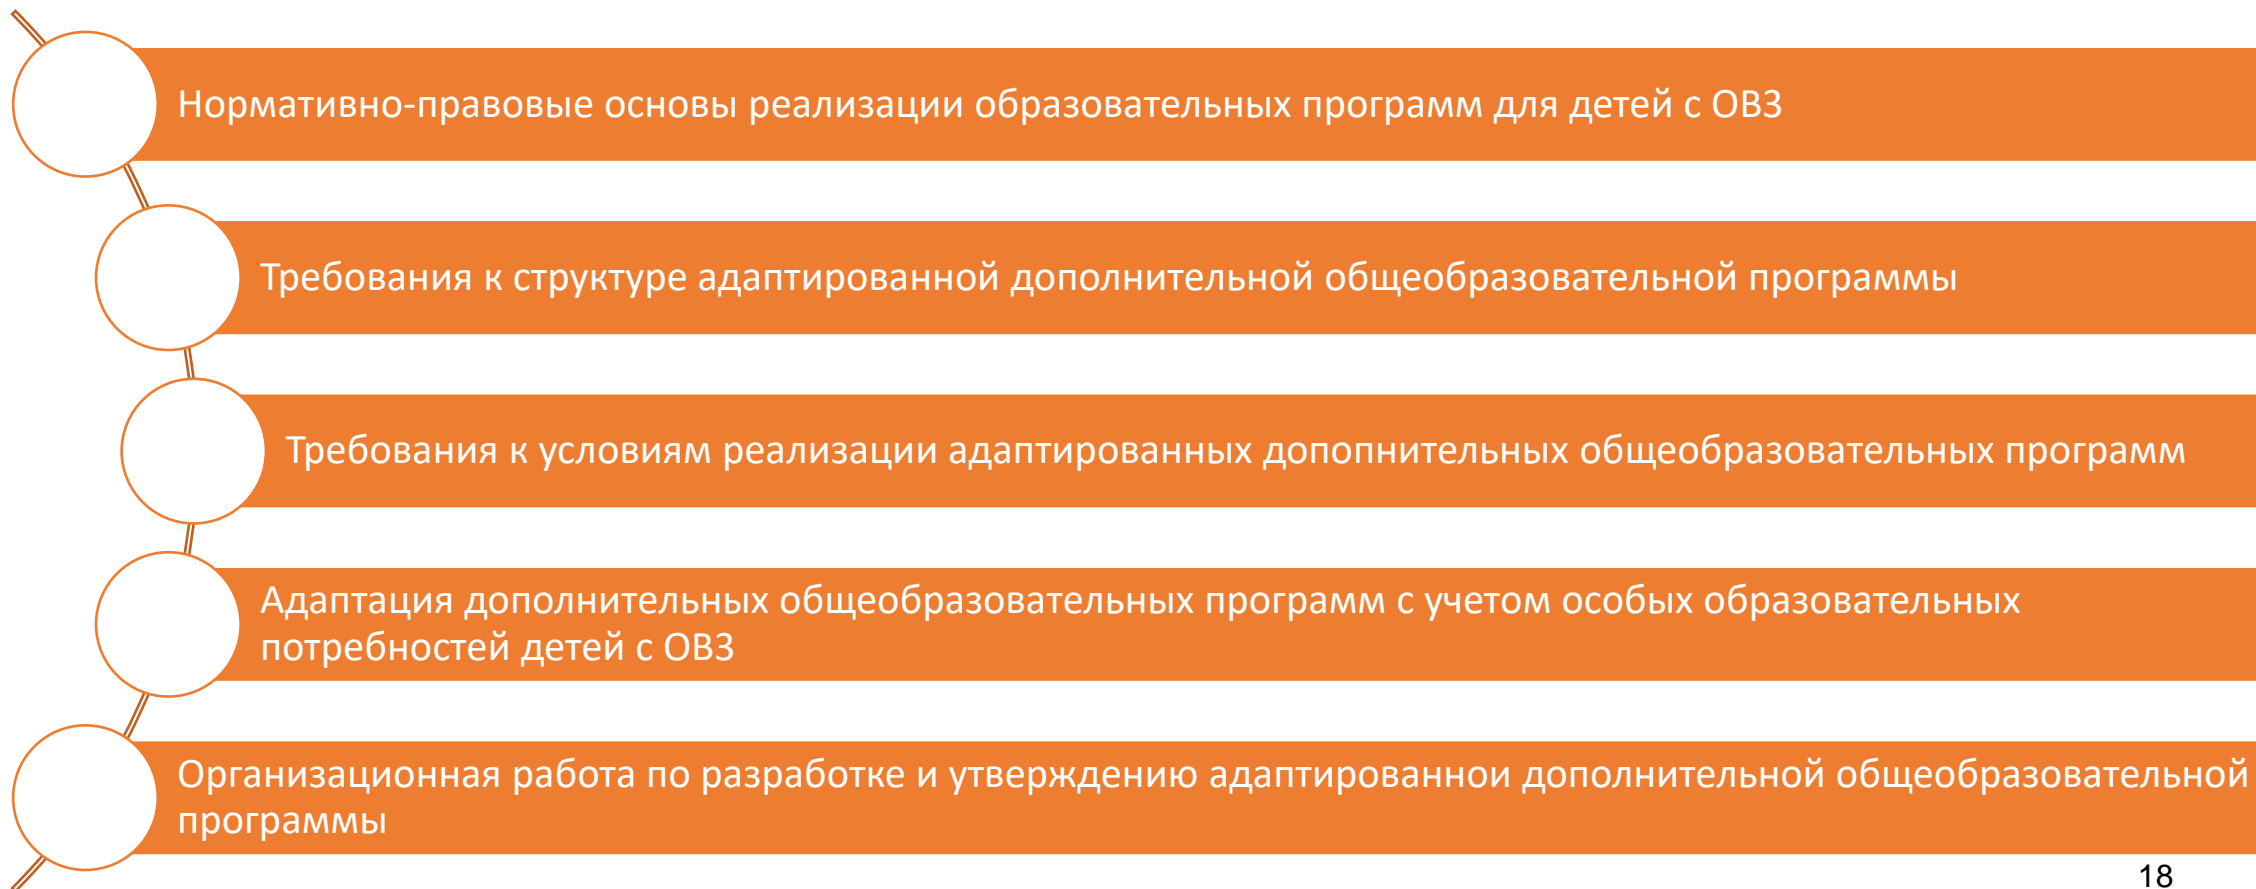 Нормативно-правовые основы реализации образовательных программ для детей с ОВЗ
Требования к структуре адаптированной дополнительной общеобразовательной программы
Требования к условиям реализации адаптированных допопнительных общеобразовательных программ
Адаптация дополнительных общеобразовательных программ с учетом особых образовательных
потребностей детей с ОВЗ
Организационная работа по разработке и утверждению адаптированнои дополнительной общеобразовательной
программы
18